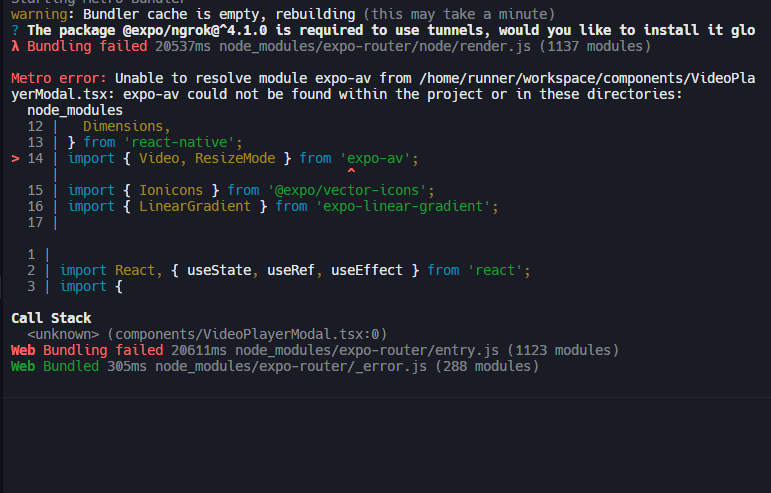 Starting Metro Bundler
warning: Bundler cache is empty, rebuilding (this may take a minute)
? The package @expo/ngrok@^4.1.0 is required to use tunnels, would you like to install it glo
λ Bundling failed 20537ms node_modules/expo-router/node/render.js (1137 modules)
Metro error: Unable to resolve module expo-av from /home/runner/workspace/components/VideoPla
yerModal.tsx: expo-av could not be found within the project or in these directories:
  node_modules
  12 |   Dimensions,
  13 | } from 'react-native';
> 14 | import { Video, ResizeMode } from 'expo-av';
     |                                    ^
  15 | import { Ionicons } from '@expo/vector-icons';
  16 | import { LinearGradient } from 'expo-linear-gradient';
  17 |
   1 |
   2 | import React, { useState, useRef, useEffect } from 'react';
   3 | import {
Call Stack
  <unknown> (components/VideoPlayerModal.tsx:0)
Web Bundling failed 20611ms node_modules/expo-router/entry.js (1123 modules)
Web Bundled 305ms node_modules/expo-router/_error.js (288 modules)